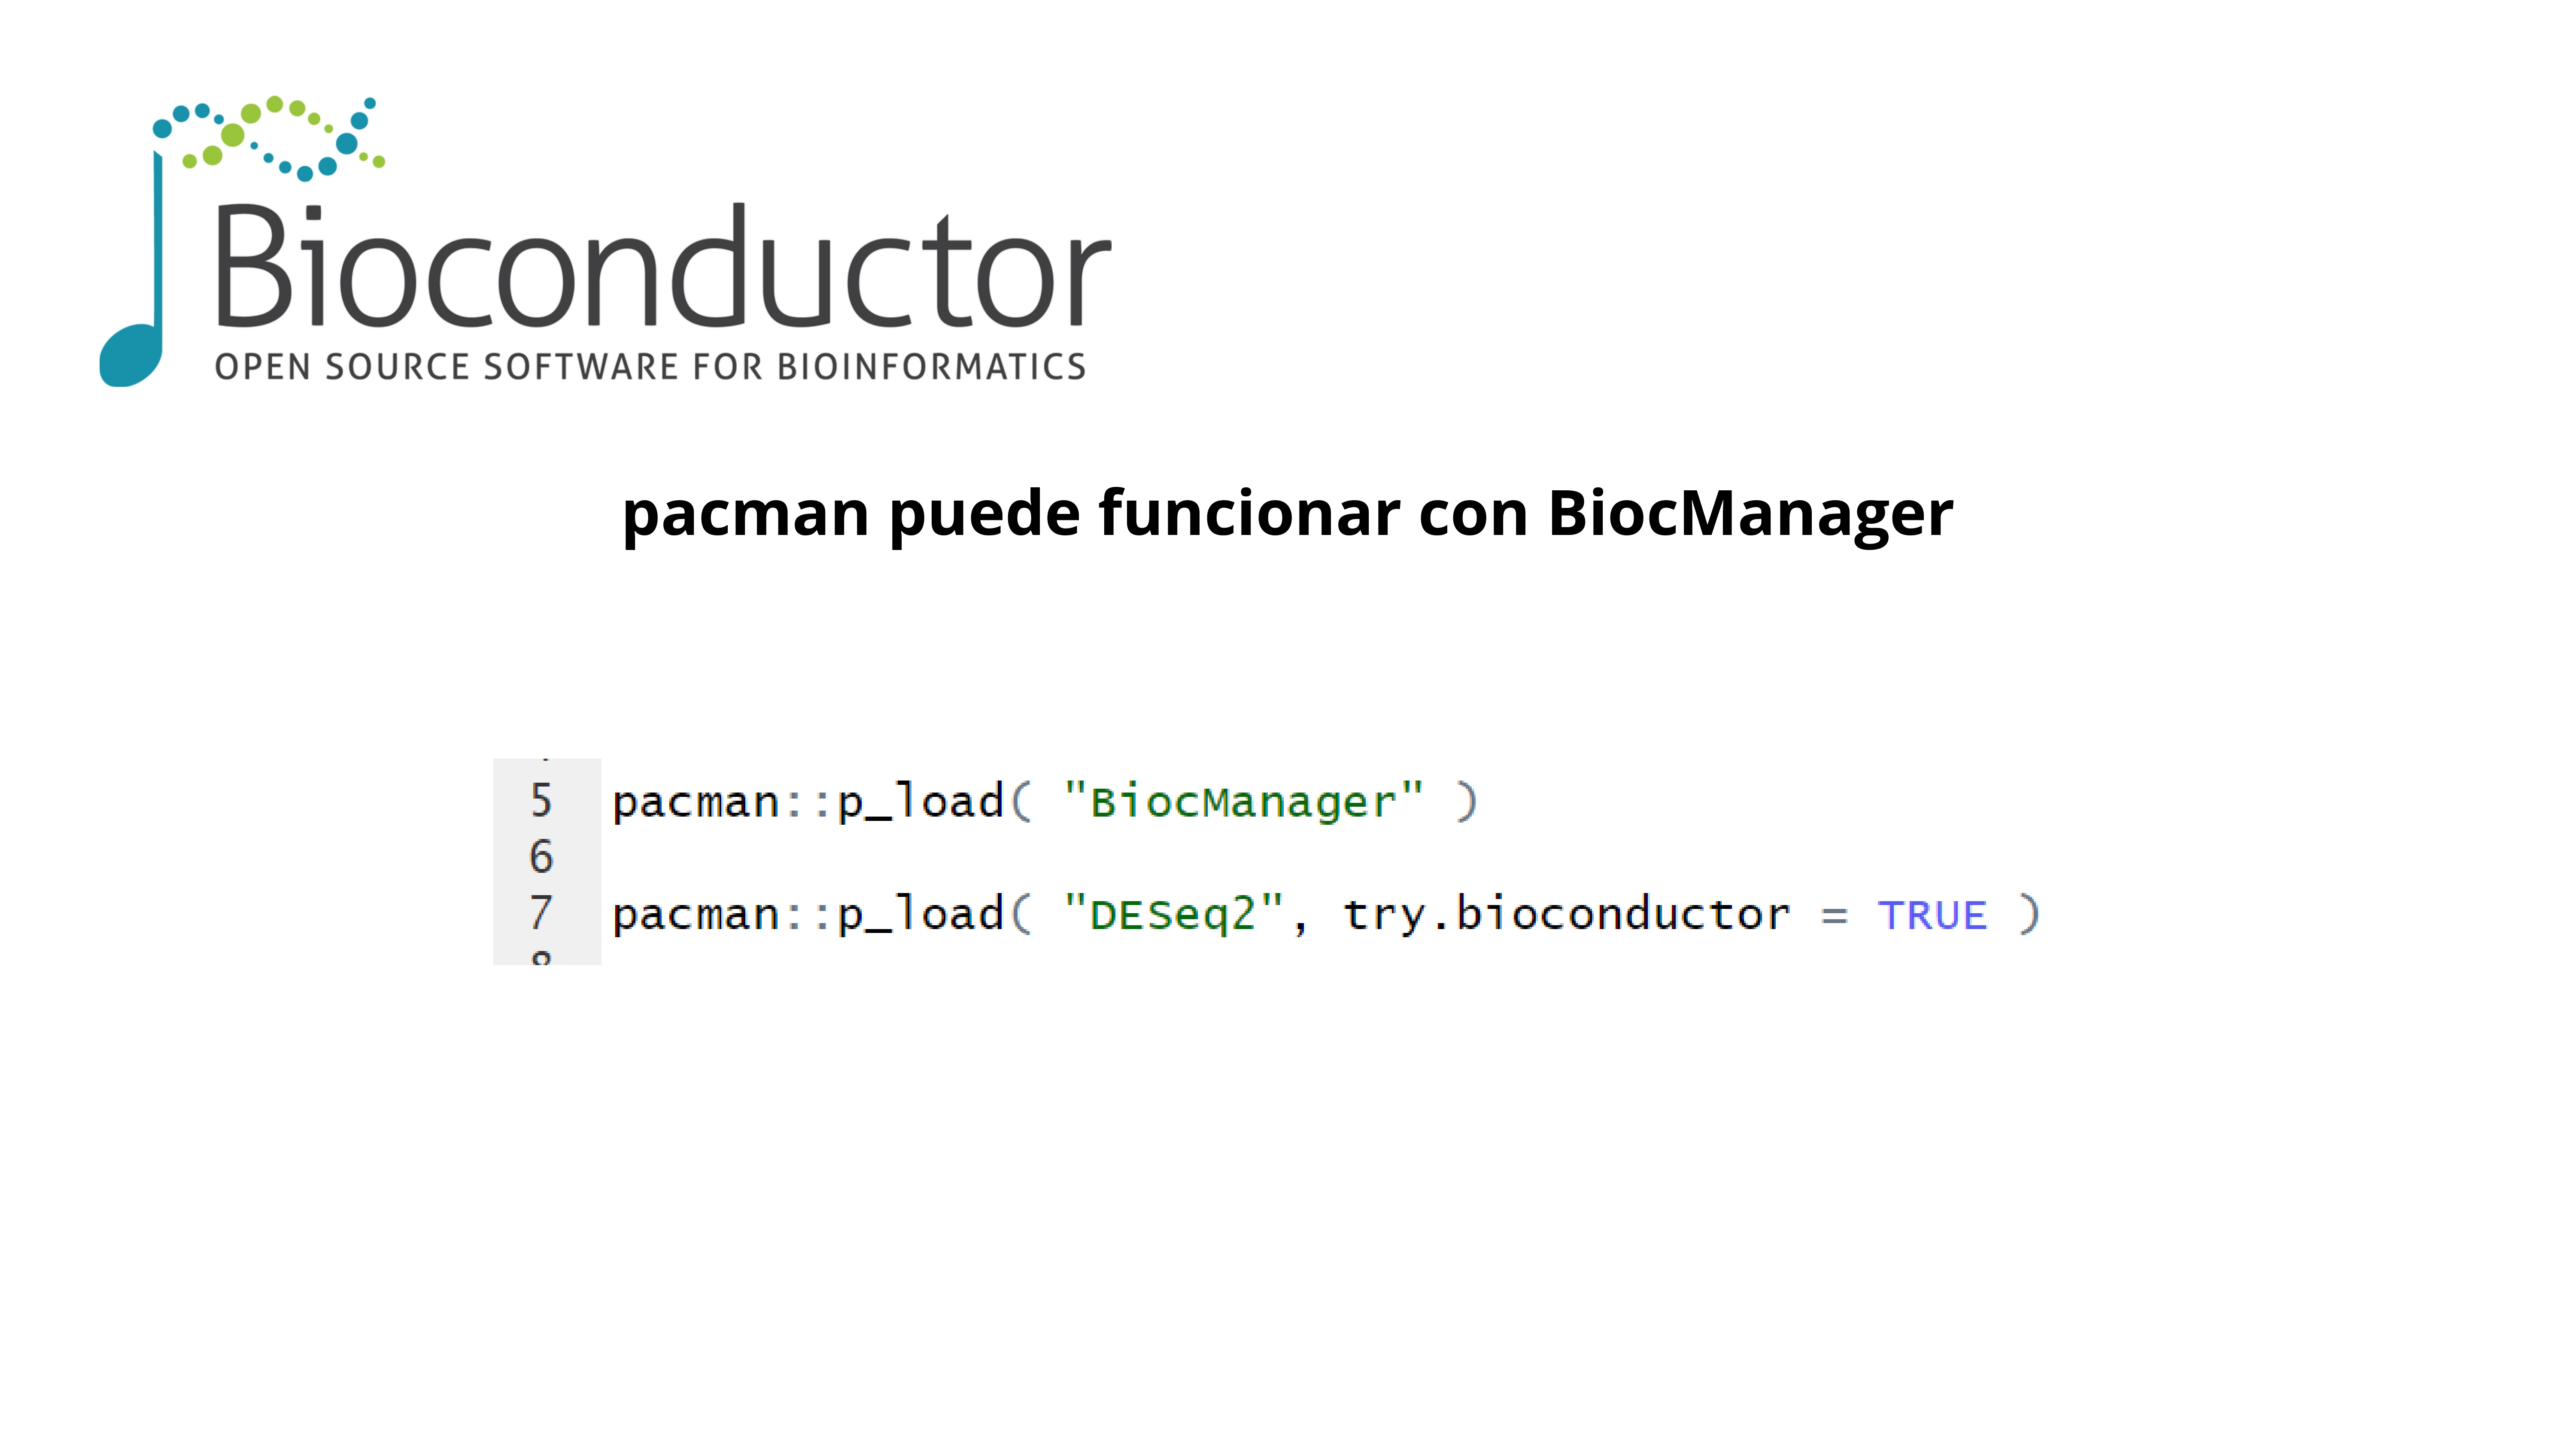 Bioconductor
OPEN SOURCE SOFTWARE FOR BIOINFORMATICS
pacman puede funcionar con BiocManager
5 pacman::p_load( "BiocManager" )
6
7 pacman::p_load( "DESeq2", try.bioconductor = TRUE )
8